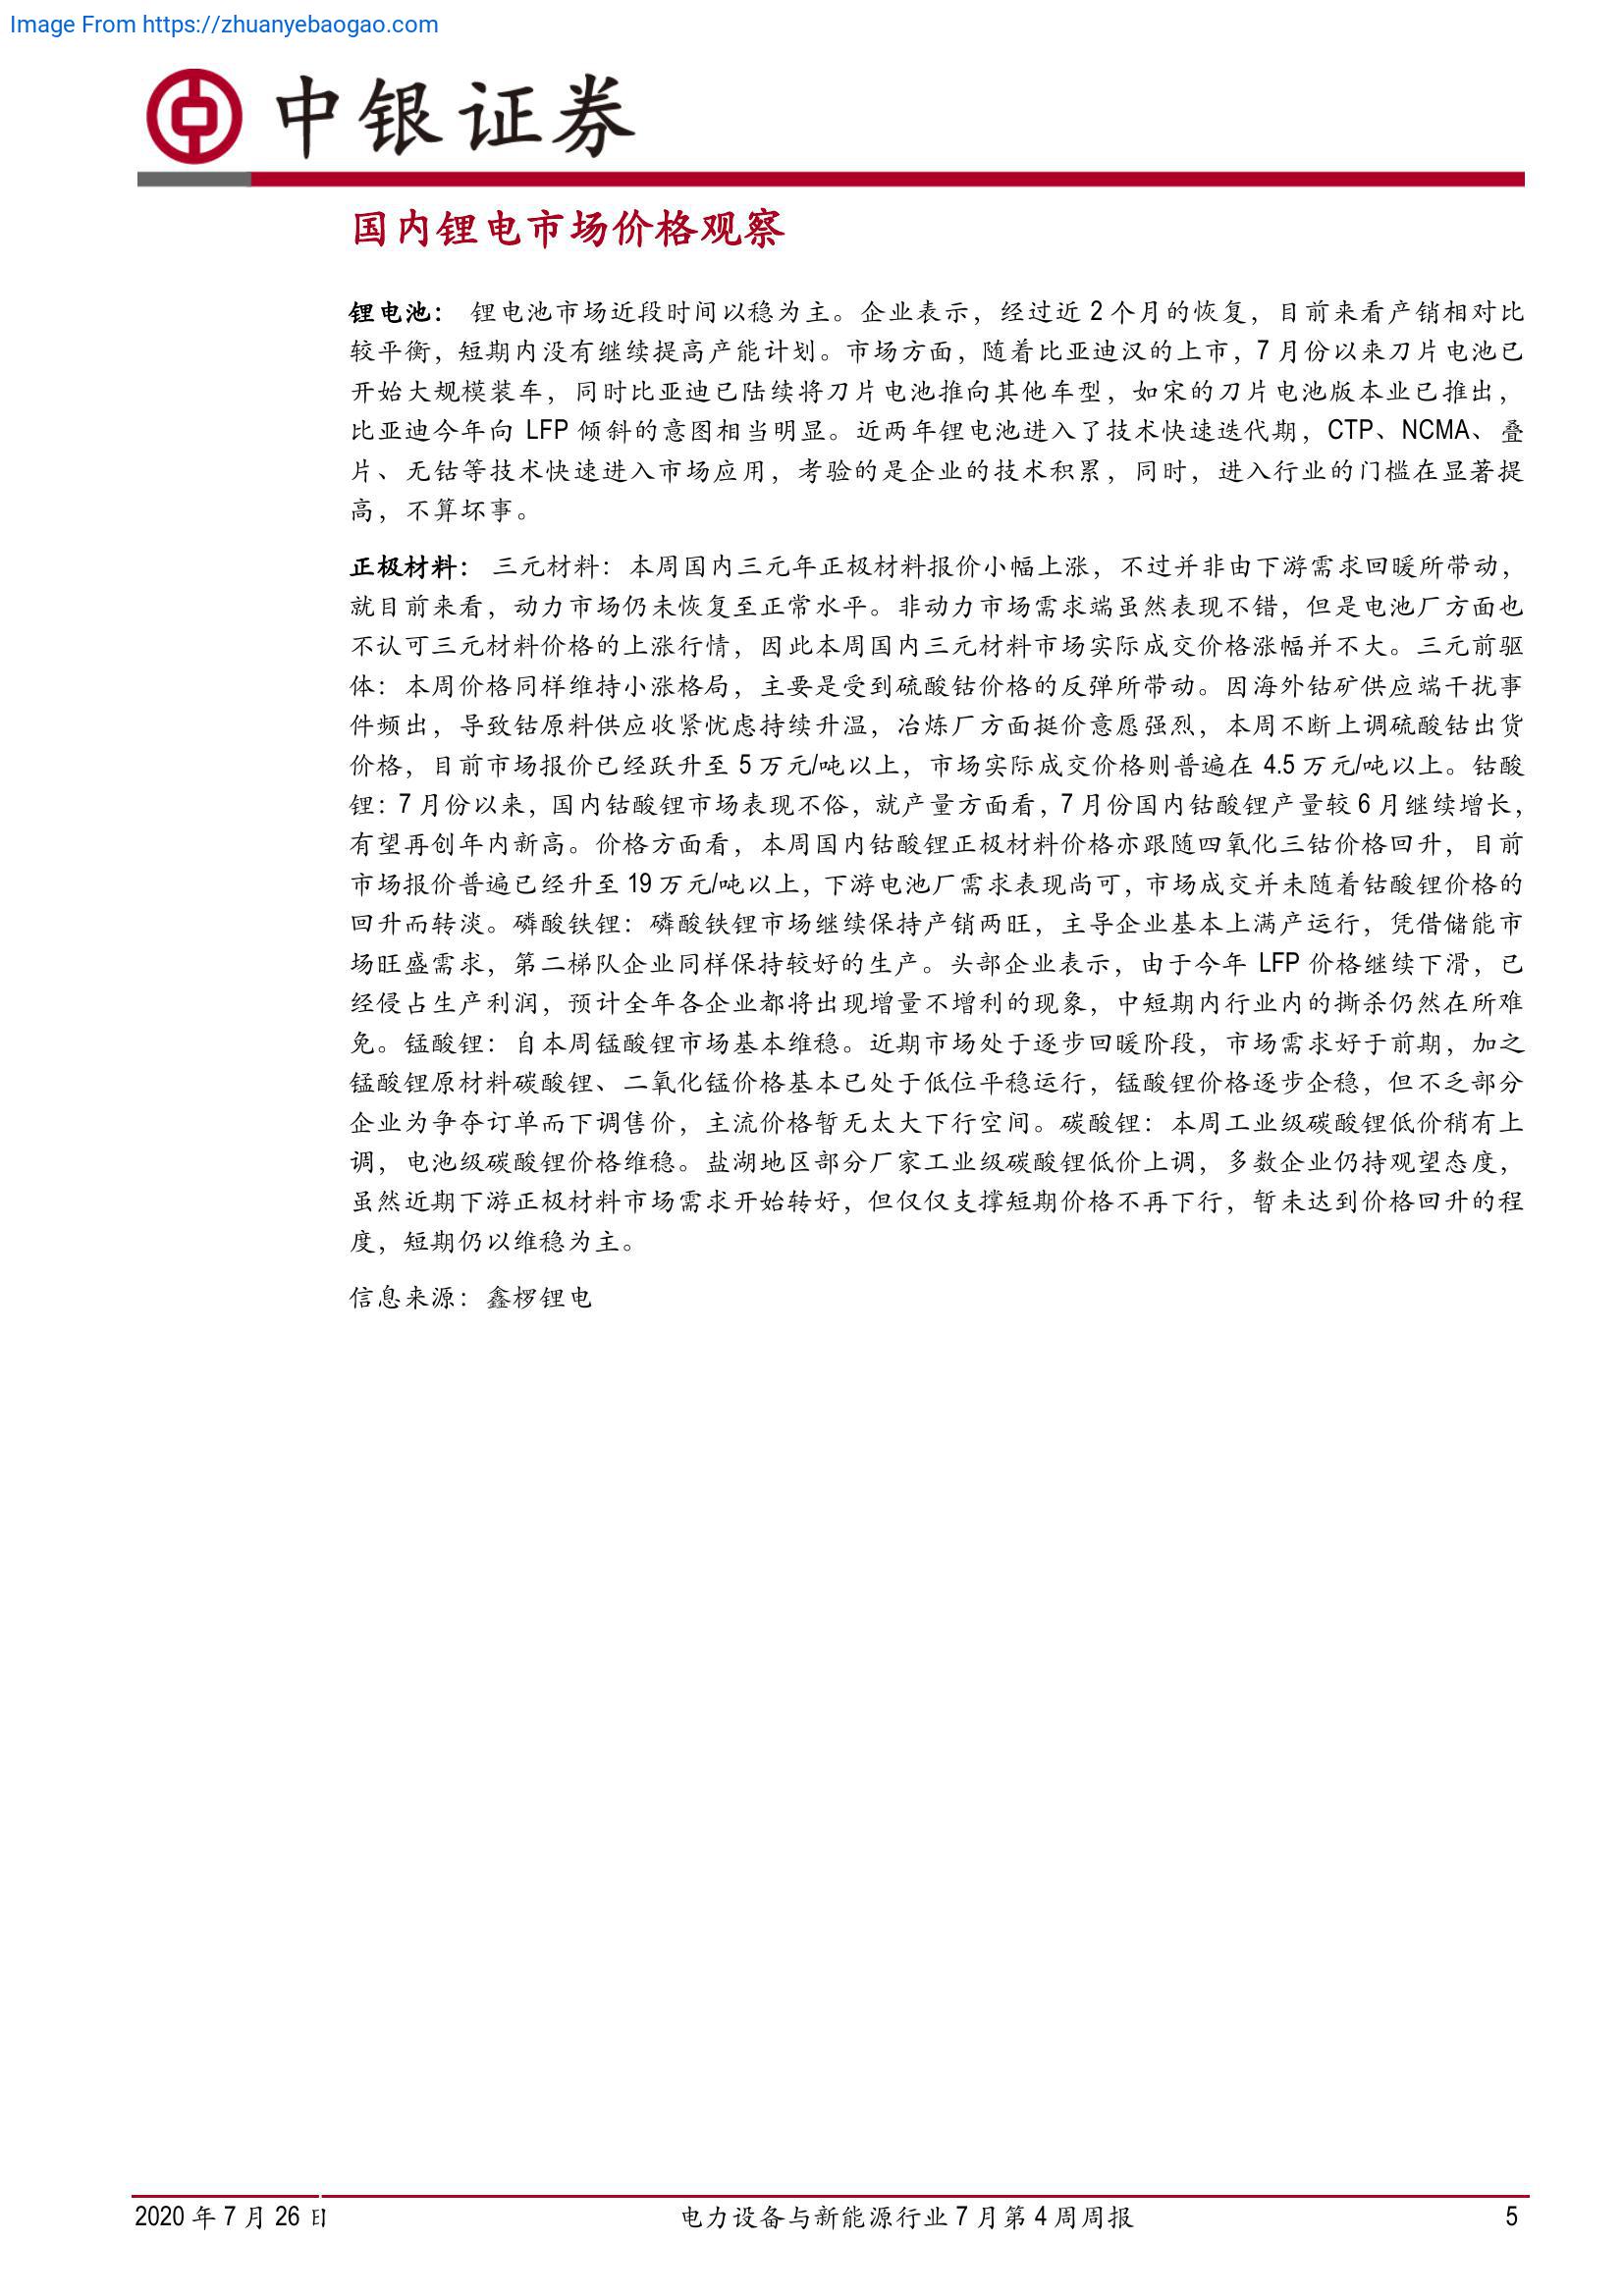 Image From https://zhuanyebaogao.com
中银证券
国内锂电市场价格观察
锂电池： 锂电池市场近段时间以稳为主。企业表示，经过近 2 个月的恢复，目前来看产销相对比
较平衡，短期内没有继续提高产能计划。市场方面，随着比亚迪汉的上市，7 月份以来刀片电池已
开始大规模装车，同时比亚迪已陆续将刀片电池推向其他车型，如宋的刀片电池版本业已推出，
比亚迪今年向 LFP 倾斜的意图相当明显。近两年锂电池进入了技术快速迭代期，CTP、NCMA、叠
片、无钴等技术快速进入市场应用，考验的是企业的技术积累，同时，进入行业的门槛在显著提
高，不算坏事。
正极材料： 三元材料：本周国内三元年正极材料报价小幅上涨，不过并非由下游需求回暖所带动，
就目前来看，动力市场仍未恢复至正常水平。非动力市场需求端虽然表现不错，但是电池厂方面也
不认可三元材料价格的上涨行情，因此本周国内三元材料市场实际成交价格涨幅并不大。三元前驱
体：本周价格同样维持小涨格局，主要是受到硫酸钴价格的反弹所带动。因海外钴矿供应端干扰事
件频出，导致钴原料供应收紧忧虑持续升温，冶炼厂方面挺价意愿强烈，本周不断上调硫酸钴出货
价格，目前市场报价已经跃升至 5 万元/吨以上，市场实际成交价格则普遍在 4.5 万元/吨以上。钴酸
锂：7 月份以来，国内钴酸锂市场表现不俗，就产量方面看，7 月份国内钴酸锂产量较 6 月继续增长，
有望再创年内新高。价格方面看，本周国内钴酸锂正极材料价格亦跟随四氧化三钴价格回升，目前
市场报价普遍已经升至 19 万元/吨以上，下游电池厂需求表现尚可，市场成交并未随着钴酸锂价格的
回升而转淡。磷酸铁锂：磷酸铁锂市场继续保持产销两旺，主导企业基本上满产运行，凭借储能市
场旺盛需求，第二梯队企业同样保持较好的生产。头部企业表示，由于今年 LFP 价格继续下滑，已
经侵占生产利润，预计全年各企业都将出现增量不增利的现象，中短期内行业内的撕杀仍然在所难
免。锰酸锂：自本周锰酸锂市场基本维稳。近期市场处于逐步回暖阶段，市场需求好于前期，加之
锰酸锂原材料碳酸锂、二氧化锰价格基本已处于低位平稳运行，锰酸锂价格逐步企稳，但不乏部分
企业为争夺订单而下调售价，主流价格暂无太大下行空间。碳酸锂：本周工业级碳酸锂低价稍有上
调，电池级碳酸锂价格维稳。盐湖地区部分厂家工业级碳酸锂低价上调，多数企业仍持观望态度，
虽然近期下游正极材料市场需求开始转好，但仅仅支撑短期价格不再下行，暂未达到价格回升的程
度，短期仍以维稳为主。
信息来源：鑫椤锂电
2020 年 7 月 26 日 电力设备与新能源行业 7 月第 4 周周报 5